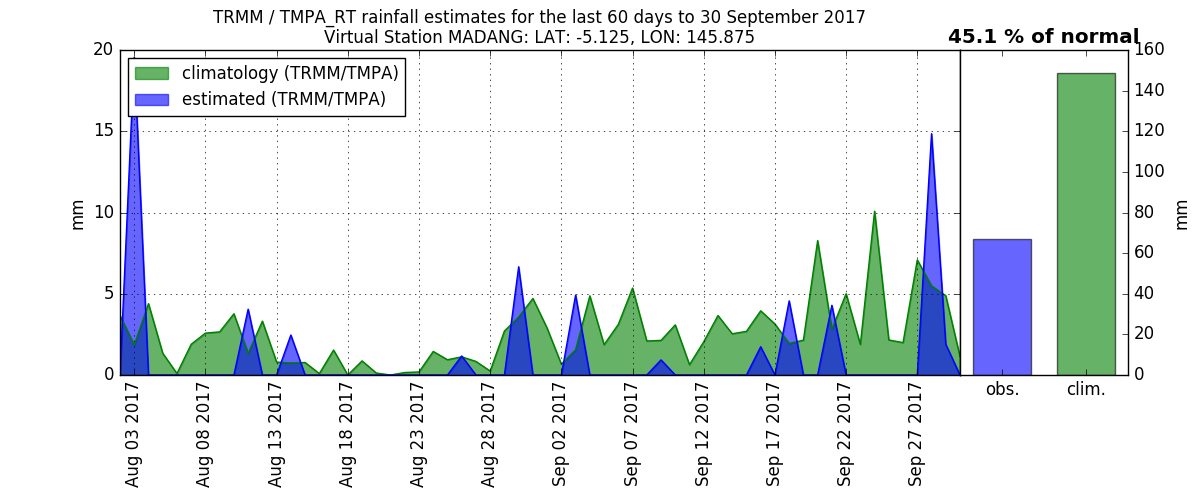 TRMM / TMPA_RT rainfall estimates for the last 60 days to 30 September 2017
Virtual Station MADANG: LAT: -5.125, LON: 145.875
45.1 % of normal
climatology (TRMM/TMPA)
estimated (TRMM/TMPA)
20
15
10
5
0
mm
160
140
120
100
80
60
40
20
0
mm
obs.
clim.
Aug 03 2017
Aug 08 2017
Aug 13 2017
Aug 18 2017
Aug 23 2017
Aug 28 2017
Sep 02 2017
Sep 07 2017
Sep 12 2017
Sep 17 2017
Sep 22 2017
Sep 27 2017